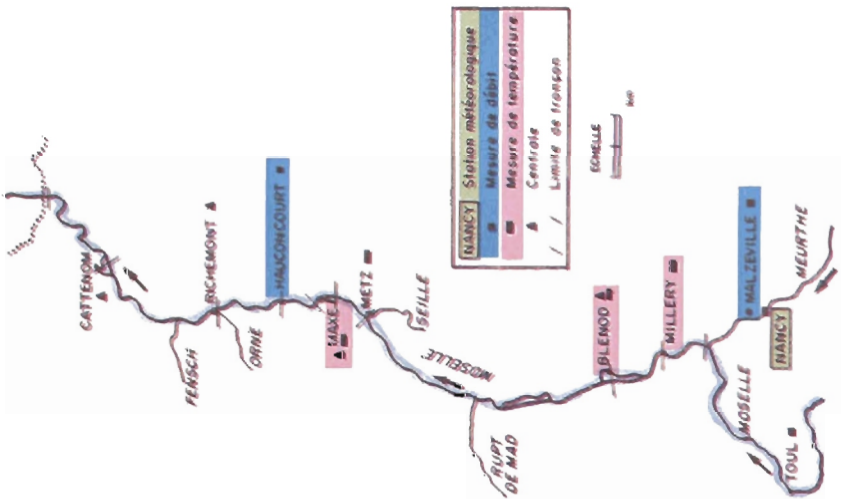 CATTENOM
RICHEMONT
HAUCONCOURT
FENSCH
ORNE
MAXE
METZ
SEILLE
MOSELLE
RUPT
DE MAD
BLENOD
MILLERY
MALZEVILLE
MEURTHE
NANCY
MOSELLE
TOUL
NANCY Station météorologique
Mesure de débit
Mesure de température
Centrale
Limite de tronçon
ECHELLE
km